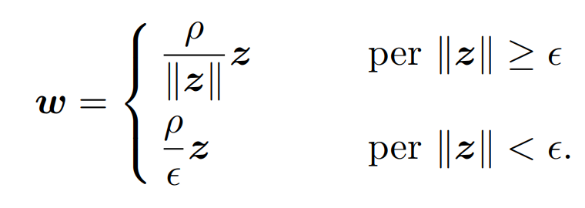 w = { ρ/‖z‖ z per ‖z‖ ≥ ϵ
ρ/ϵ z per ‖z‖ < ϵ.